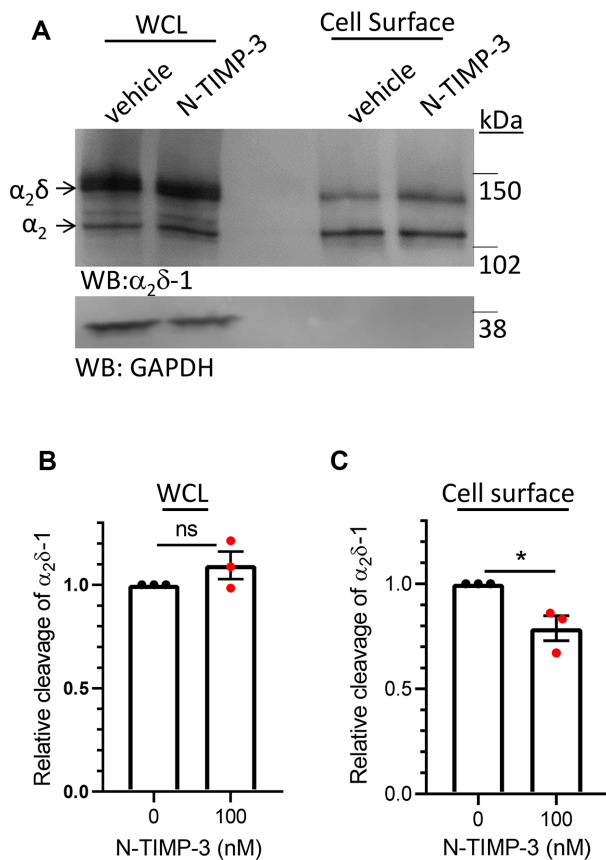 A
WCL
Cell Surface
vehicle
N-TIMP-3
vehicle
N-TIMP-3
kDa
α₂δ
α₂
150
102
WB:α₂δ-1
38
WB: GAPDH
B
WCL
ns
Relative cleavage of α₂δ-1
1.0
0.5
0.0
0
100
N-TIMP-3 (nM)
C
Cell surface
*
Relative cleavage of α₂δ-1
1.0
0.5
0.0
0
100
N-TIMP-3 (nM)